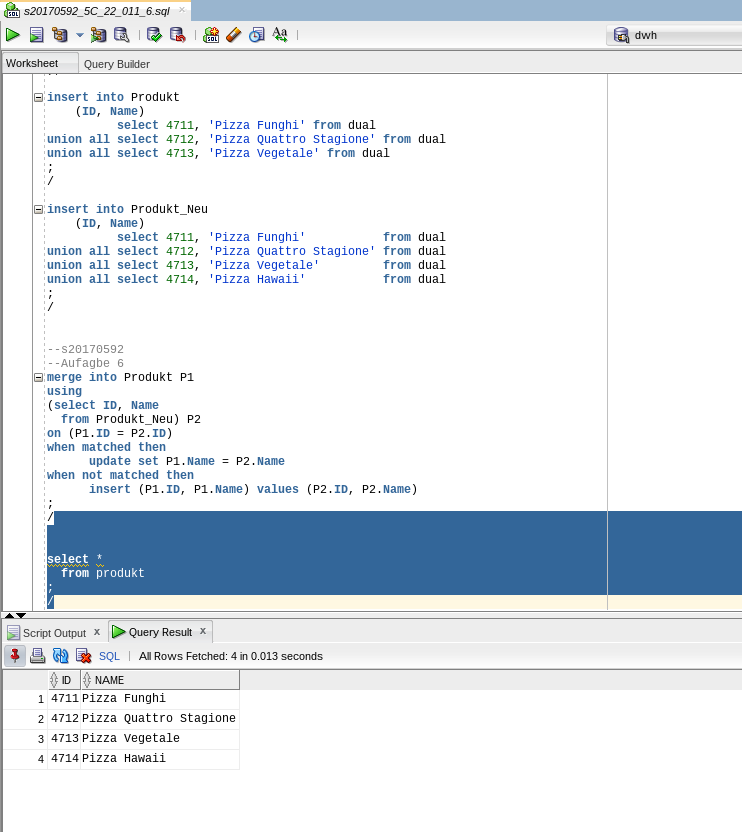 s20170592_5C_22_011_6.sql
dwh
Worksheet Query Builder
insert into Produkt
(ID, Name)
select 4711, 'Pizza Funghi' from dual
union all select 4712, 'Pizza Quattro Stagione' from dual
union all select 4713, 'Pizza Vegetale' from dual
;
/
insert into Produkt_Neu
(ID, Name)
select 4711, 'Pizza Funghi' from dual
union all select 4712, 'Pizza Quattro Stagione' from dual
union all select 4713, 'Pizza Vegetale' from dual
union all select 4714, 'Pizza Hawaii' from dual
;
/
--s20170592
--Aufagbe 6
merge into Produkt P1
using
(select ID, Name
from Produkt_Neu) P2
on (P1.ID = P2.ID)
when matched then
update set P1.Name = P2.Name
when not matched then
insert (P1.ID, P1.Name) values (P2.ID, P2.Name)
;
/
select *
from produkt
;
/
Script Output x Query Result x
SQL | All Rows Fetched: 4 in 0.013 seconds
ID NAME
1 4711 Pizza Funghi
2 4712 Pizza Quattro Stagione
3 4713 Pizza Vegetale
4 4714 Pizza Hawaii